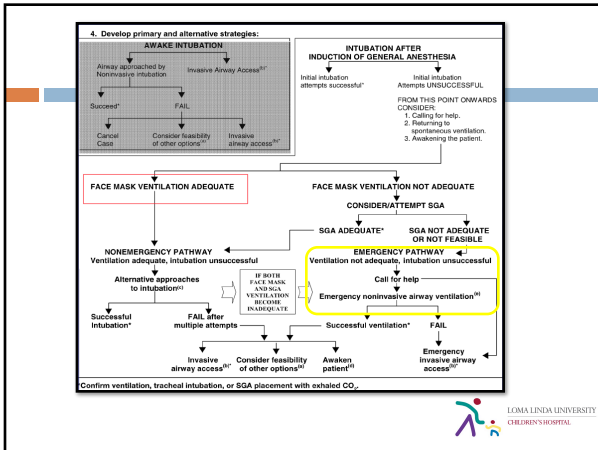 4. Develop primary and alternative strategies:
AWAKE INTUBATION
Airway approached by
Noninvasive intubation
Invasive Airway Access(b)*
Succeed*
FAIL
Cancel
Case
Consider feasibility
of other options(a)
Invasive
airway access(b)*
INTUBATION AFTER
INDUCTION OF GENERAL ANESTHESIA
Initial intubation
attempts successful*
Initial intubation
Attempts UNSUCCESSFUL
FROM THIS POINT ONWARDS
CONSIDER:
1. Calling for help.
2. Returning to
spontaneous ventilation.
3. Awakening the patient.
FACE MASK VENTILATION ADEQUATE
FACE MASK VENTILATION NOT ADEQUATE
CONSIDER/ATTEMPT SGA
SGA ADEQUATE*
SGA NOT ADEQUATE
OR NOT FEASIBLE
NONEMERGENCY PATHWAY
Ventilation adequate, intubation unsuccessful
EMERGENCY PATHWAY
Ventilation not adequate, intubation unsuccessful
Alternative approaches
to intubation(c)
IF BOTH
FACE MASK
AND SGA
VENTILATION
BECOME
INADEQUATE
Call for help
Emergency noninvasive airway ventilation(e)
Successful
Intubation*
FAIL after
multiple attempts
Successful ventilation*
FAIL
Invasive
airway access(b)*
Consider feasibility
of other options(a)
Awaken
patient(d)
Emergency
invasive airway
access(b)*
*Confirm ventilation, tracheal intubation, or SGA placement with exhaled CO2.
LOMA LINDA UNIVERSITY
CHILDREN'S HOSPITAL